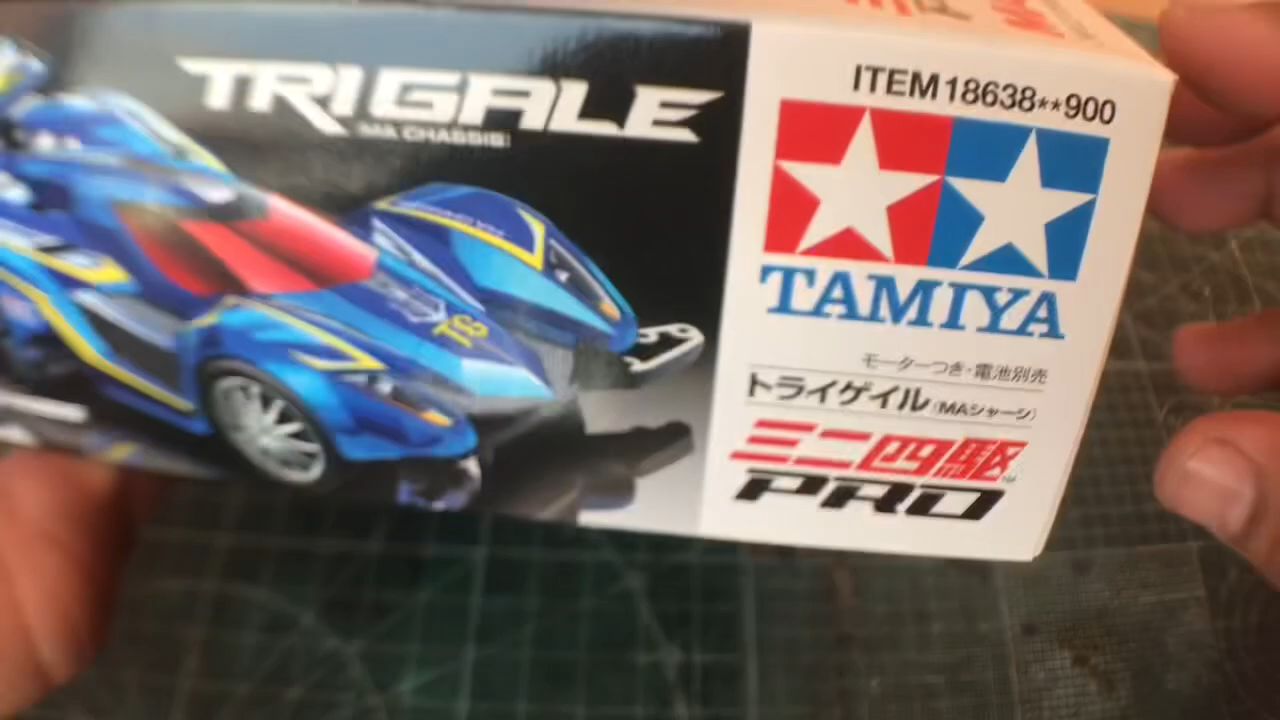 TRIGALE
(MA CHASSIS)
TG
ITEM 18638**900
TAMIYA
モーターつき・電池別売
トライゲイル (MAシャーシ)
ミニ四駆
PRO